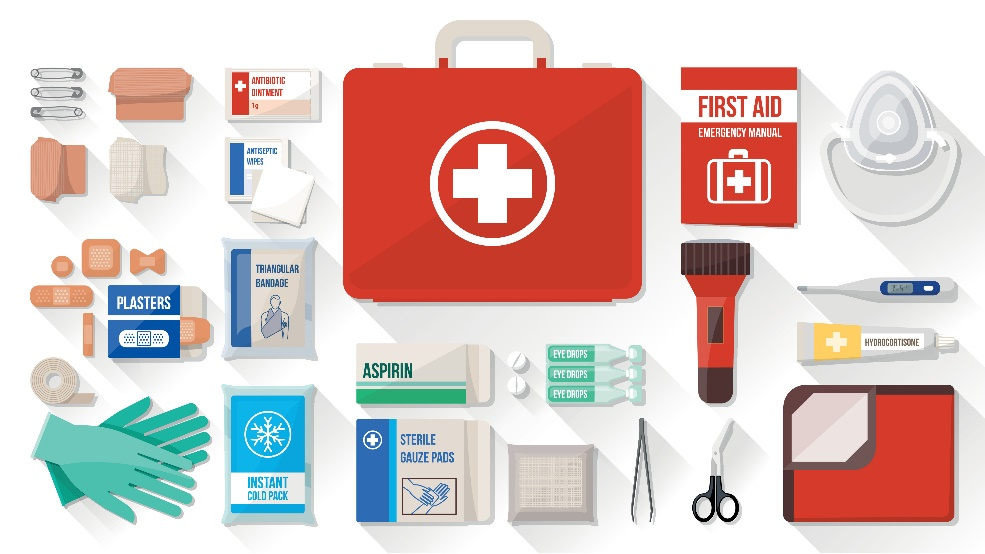 ANTIBIOTIC
OINTMENT
1g
ANTISEPTIC
WIPES
FIRST AID
EMERGENCY MANUAL
PLASTERS
TRIANGULAR
BANDAGE
HYDROCORTISONE
ASPIRIN
EYE DROPS
EYE DROPS
EYE DROPS
INSTANT
COLD PACK
STERILE
GAUZE PADS